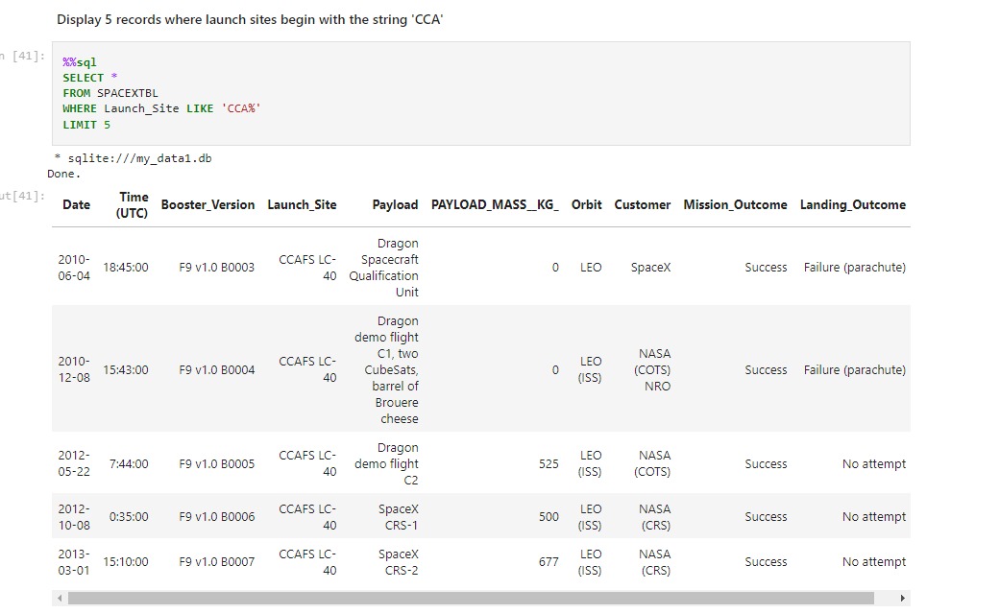 Display 5 records where launch sites begin with the string 'CCA'
n [41]:
%%sql
SELECT *
FROM SPACEXTBL
WHERE Launch_Site LIKE 'CCA%'
LIMIT 5
* sqlite:///my_data1.db
Done.
ut[41]:
Date Time (UTC) Booster_Version Launch_Site Payload PAYLOAD_MASS__KG_ Orbit Customer Mission_Outcome Landing_Outcome
2010-06-04 18:45:00 F9 v1.0 B0003 CCAFS LC-40 Dragon Spacecraft Qualification Unit 0 LEO SpaceX Success Failure (parachute)
2010-12-08 15:43:00 F9 v1.0 B0004 CCAFS LC-40 Dragon demo flight C1, two CubeSats, barrel of Brouere cheese 0 LEO (ISS) NASA (COTS) NRO Success Failure (parachute)
2012-05-22 7:44:00 F9 v1.0 B0005 CCAFS LC-40 Dragon demo flight C2 525 LEO (ISS) NASA (COTS) Success No attempt
2012-10-08 0:35:00 F9 v1.0 B0006 CCAFS LC-40 SpaceX CRS-1 500 LEO (ISS) NASA (CRS) Success No attempt
2013-03-01 15:10:00 F9 v1.0 B0007 CCAFS LC-40 SpaceX CRS-2 677 LEO (ISS) NASA (CRS) Success No attempt